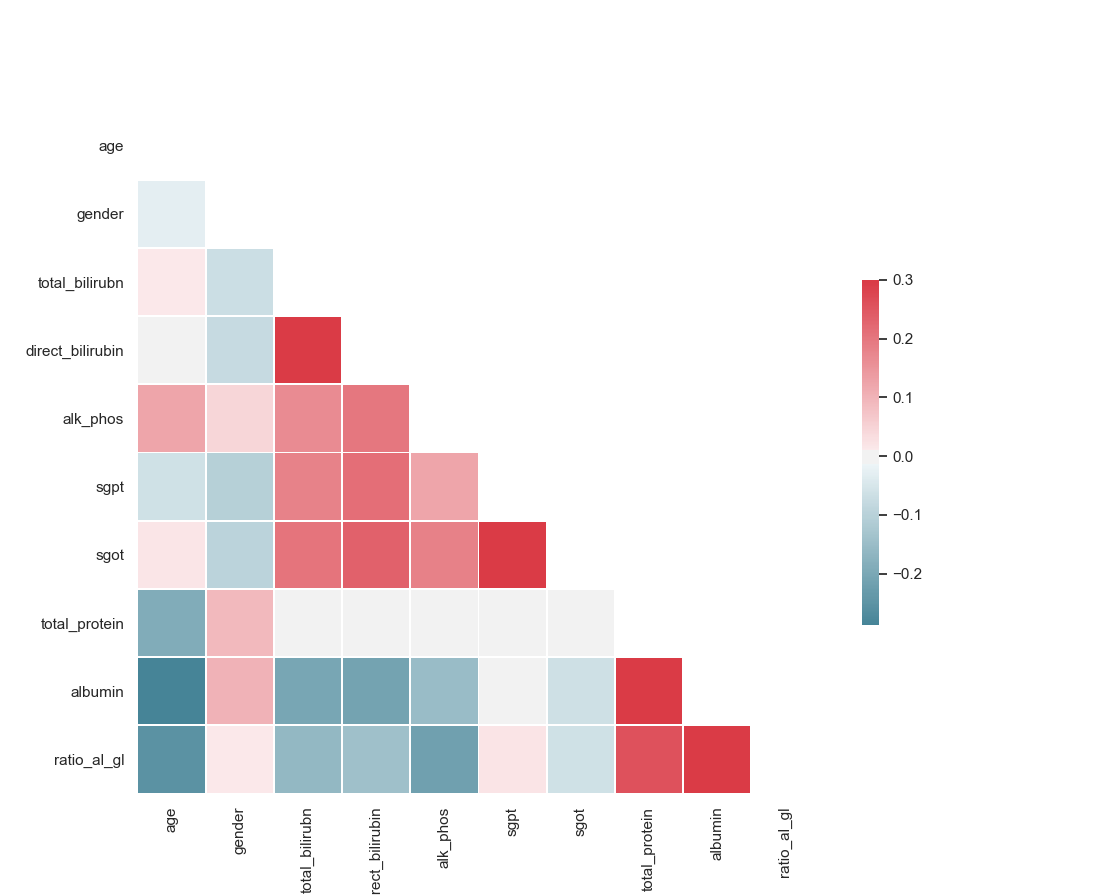 age
gender
total_bilirubn
direct_bilirubin
alk_phos
sgpt
sgot
total_protein
albumin
ratio_al_gl
0.3
0.2
0.1
0.0
−0.1
−0.2
age
gender
total_bilirubn
rect_bilirubin
alk_phos
sgpt
sgot
total_protein
albumin
ratio_al_gl